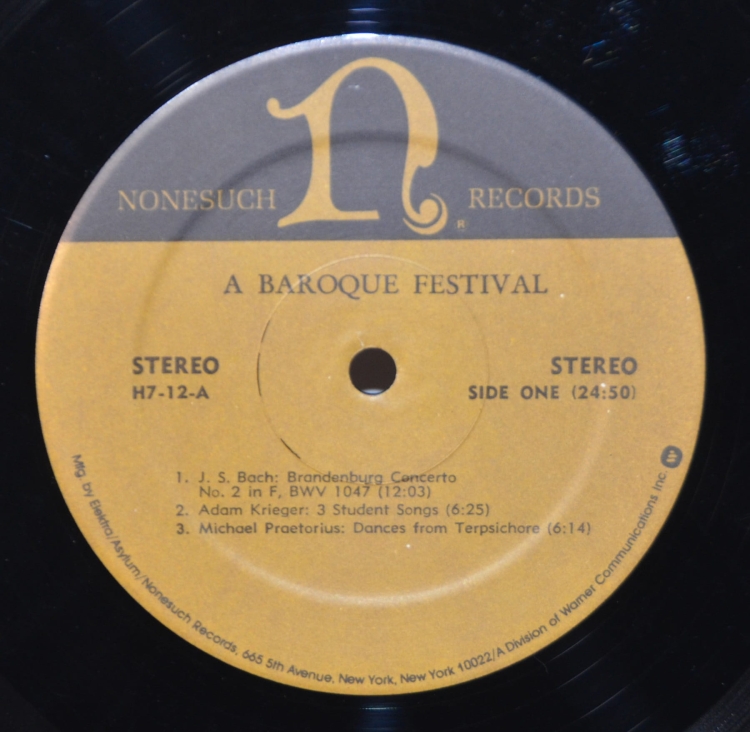 n
NONESUCH RECORDS
®
A BAROQUE FESTIVAL
STEREO
H7-12-A
STEREO
SIDE ONE (24:50)
1. J. S. Bach: Brandenburg Concerto
No. 2 in F, BWV 1047 (12:03)
2. Adam Krieger: 3 Student Songs (6:25)
3. Michael Praetorius: Dances from Terpsichore (6:14)
Mfg. by Elektra/Asylum/Nonesuch Records, 665 5th Avenue, New York, New York 10022/A Division of Warner Communications Inc.